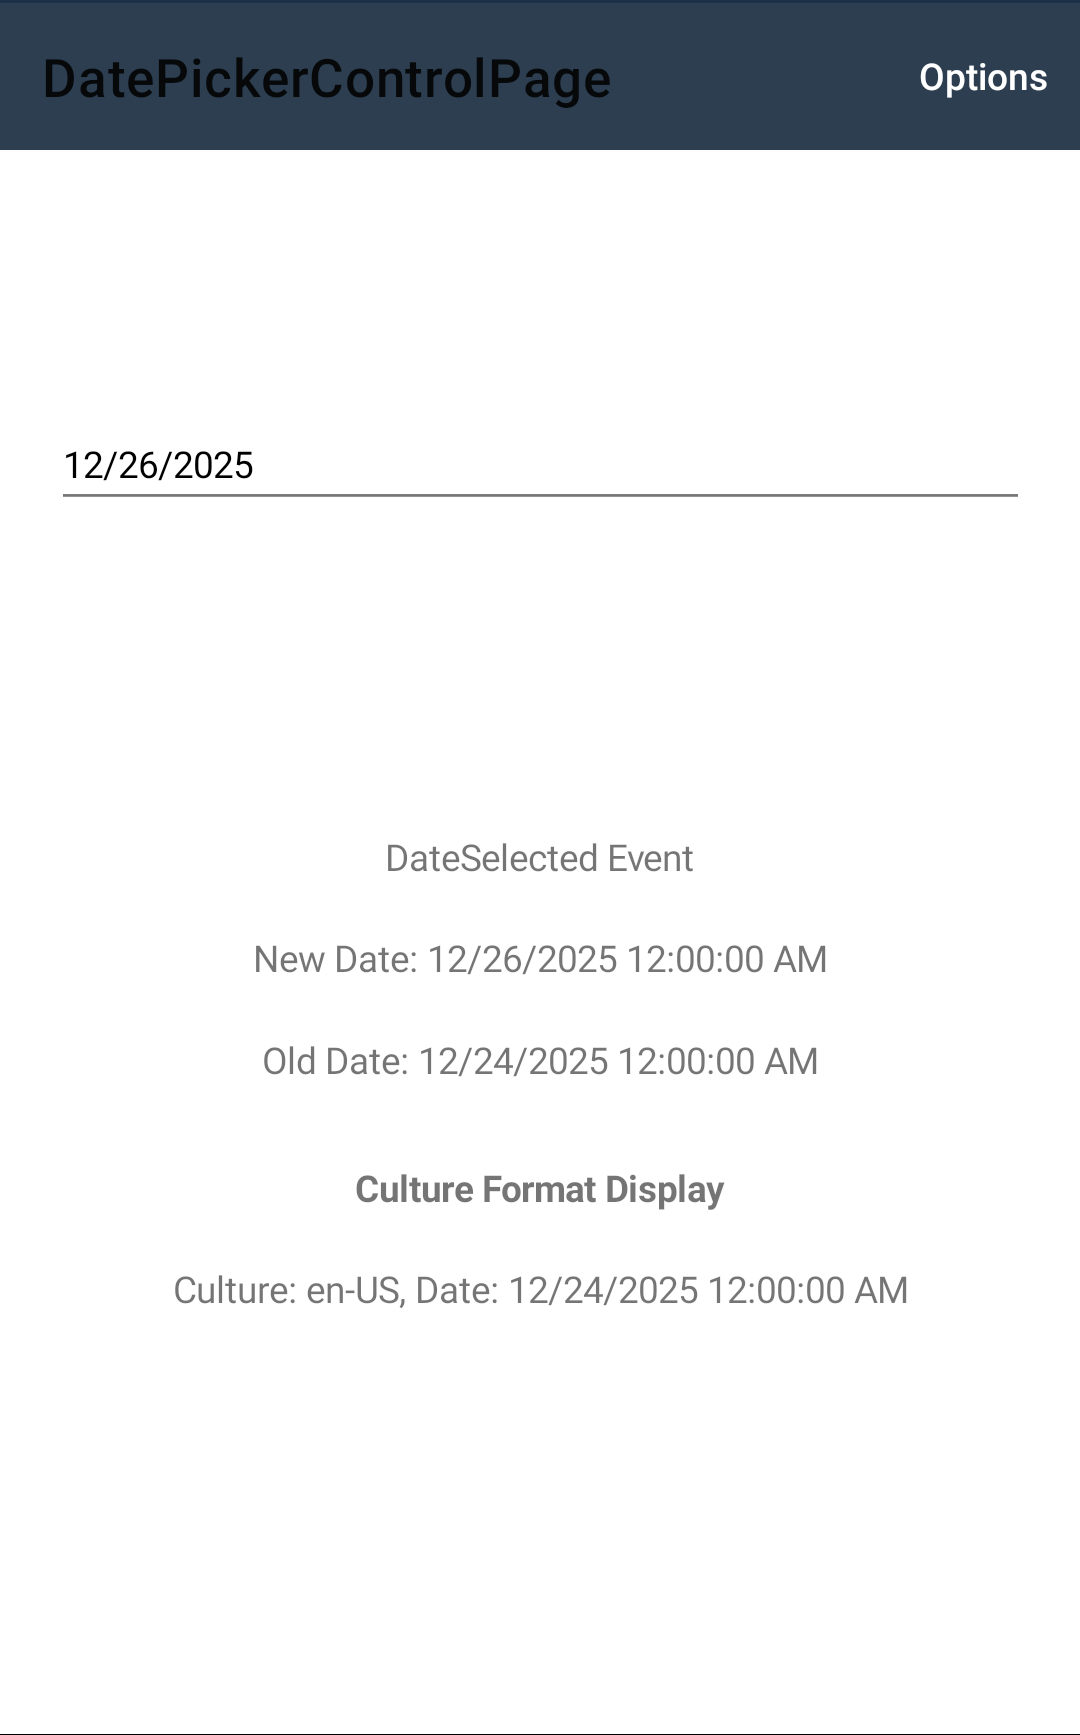 DatePickerControlPage
Options
12/26/2025
DateSelected Event
New Date: 12/26/2025 12:00:00 AM
Old Date: 12/24/2025 12:00:00 AM
Culture Format Display
Culture: en-US, Date: 12/24/2025 12:00:00 AM